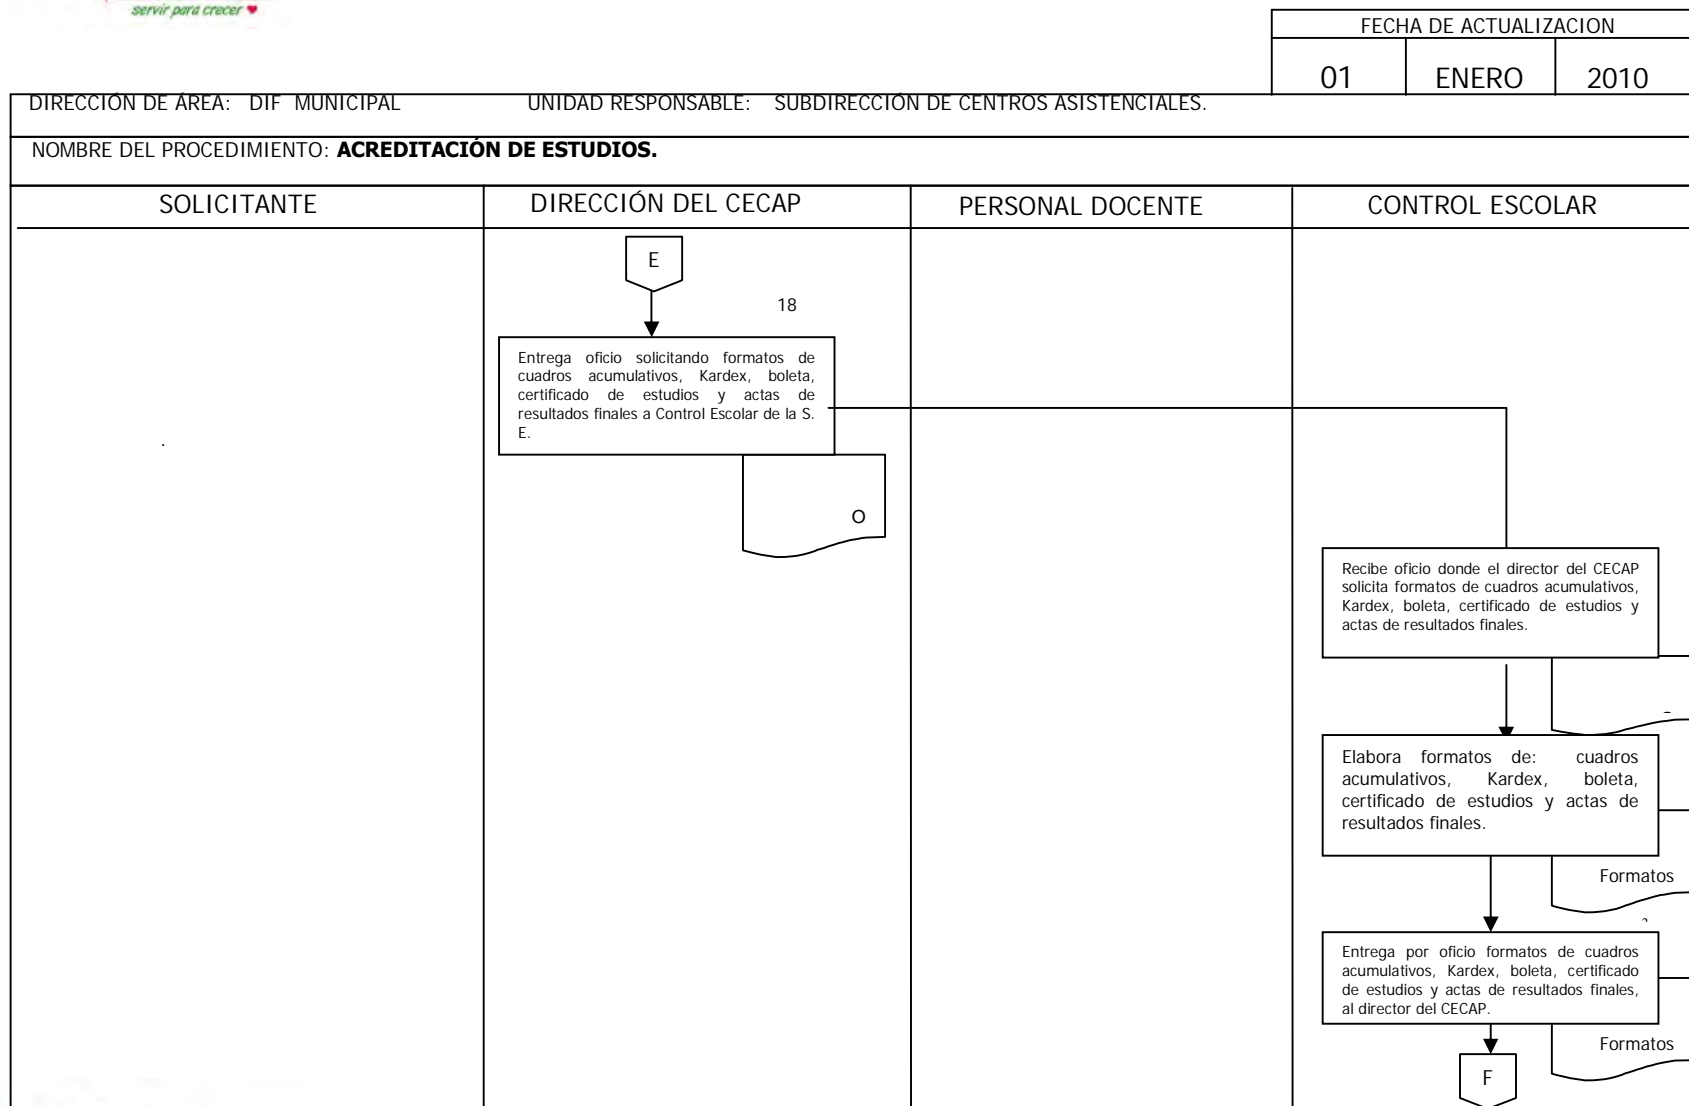 servir para crecer
FECHA DE ACTUALIZACION
01 ENERO 2010
DIRECCIÓN DE ÁREA: DIF MUNICIPAL UNIDAD RESPONSABLE: SUBDIRECCIÓN DE CENTROS ASISTENCIALES.
NOMBRE DEL PROCEDIMIENTO: ACREDITACIÓN DE ESTUDIOS.
SOLICITANTE DIRECCIÓN DEL CECAP PERSONAL DOCENTE CONTROL ESCOLAR
E
18
Entrega oficio solicitando formatos de
cuadros acumulativos, Kardex, boleta,
certificado de estudios y actas de
resultados finales a Control Escolar de la S.
E.
.
O
Recibe oficio donde el director del CECAP
solicita formatos de cuadros acumulativos,
Kardex, boleta, certificado de estudios y
actas de resultados finales.
Elabora formatos de: cuadros
acumulativos, Kardex, boleta,
certificado de estudios y actas de
resultados finales.
Formatos
Entrega por oficio formatos de cuadros
acumulativos, Kardex, boleta, certificado
de estudios y actas de resultados finales,
al director del CECAP.
Formatos
F